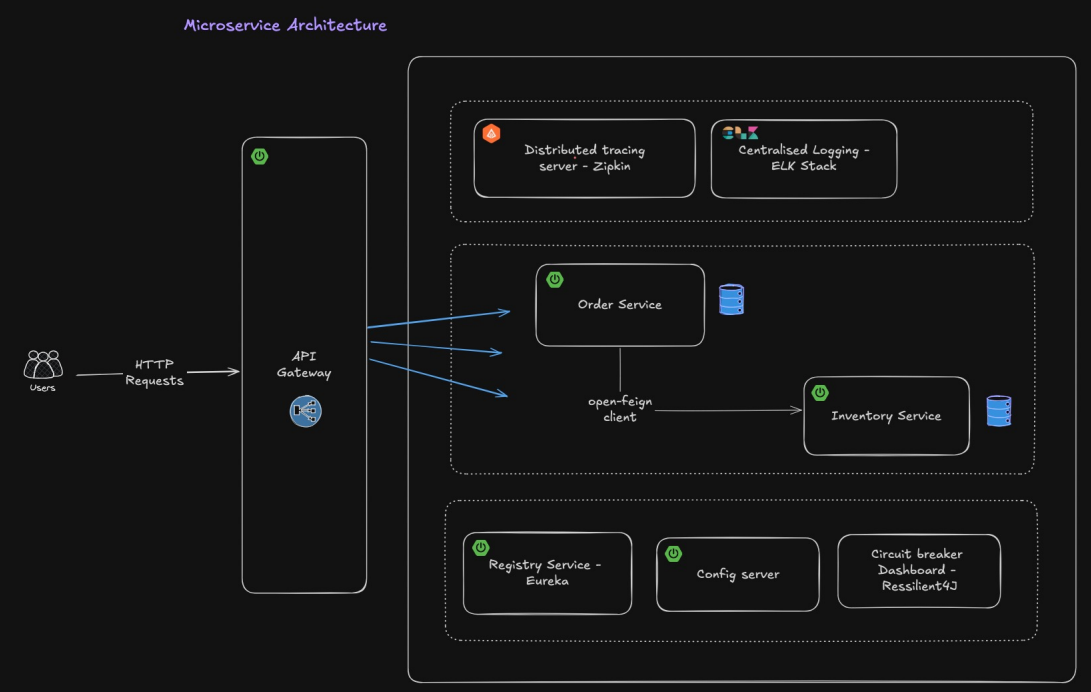 Microservice Architecture
Distributed tracing
server - Zipkin
ELK
Centralised Logging -
ELK Stack
Order Service
Users
HTTP
Requests
API
Gateway
open-feign
client
Inventory Service
Registry Service -
Eureka
Config server
Circuit breaker
Dashboard -
Ressilient4J